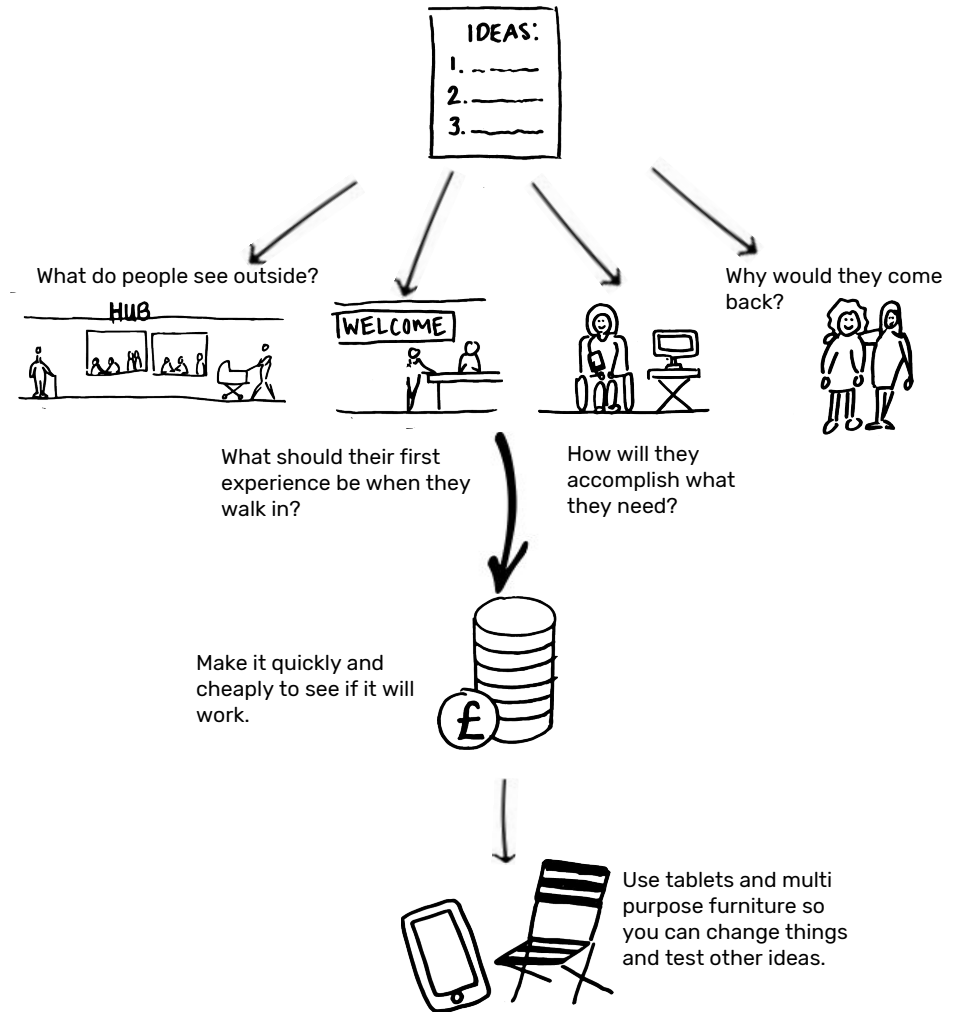 IDEAS:
1.
2.
3.
What do people see outside?
Why would they come
back?
HUB
WELCOME
What should their first
experience be when they
walk in?
How will they
accomplish what
they need?
Make it quickly and
cheaply to see if it will
work.
£
Use tablets and multi
purpose furniture so
you can change things
and test other ideas.